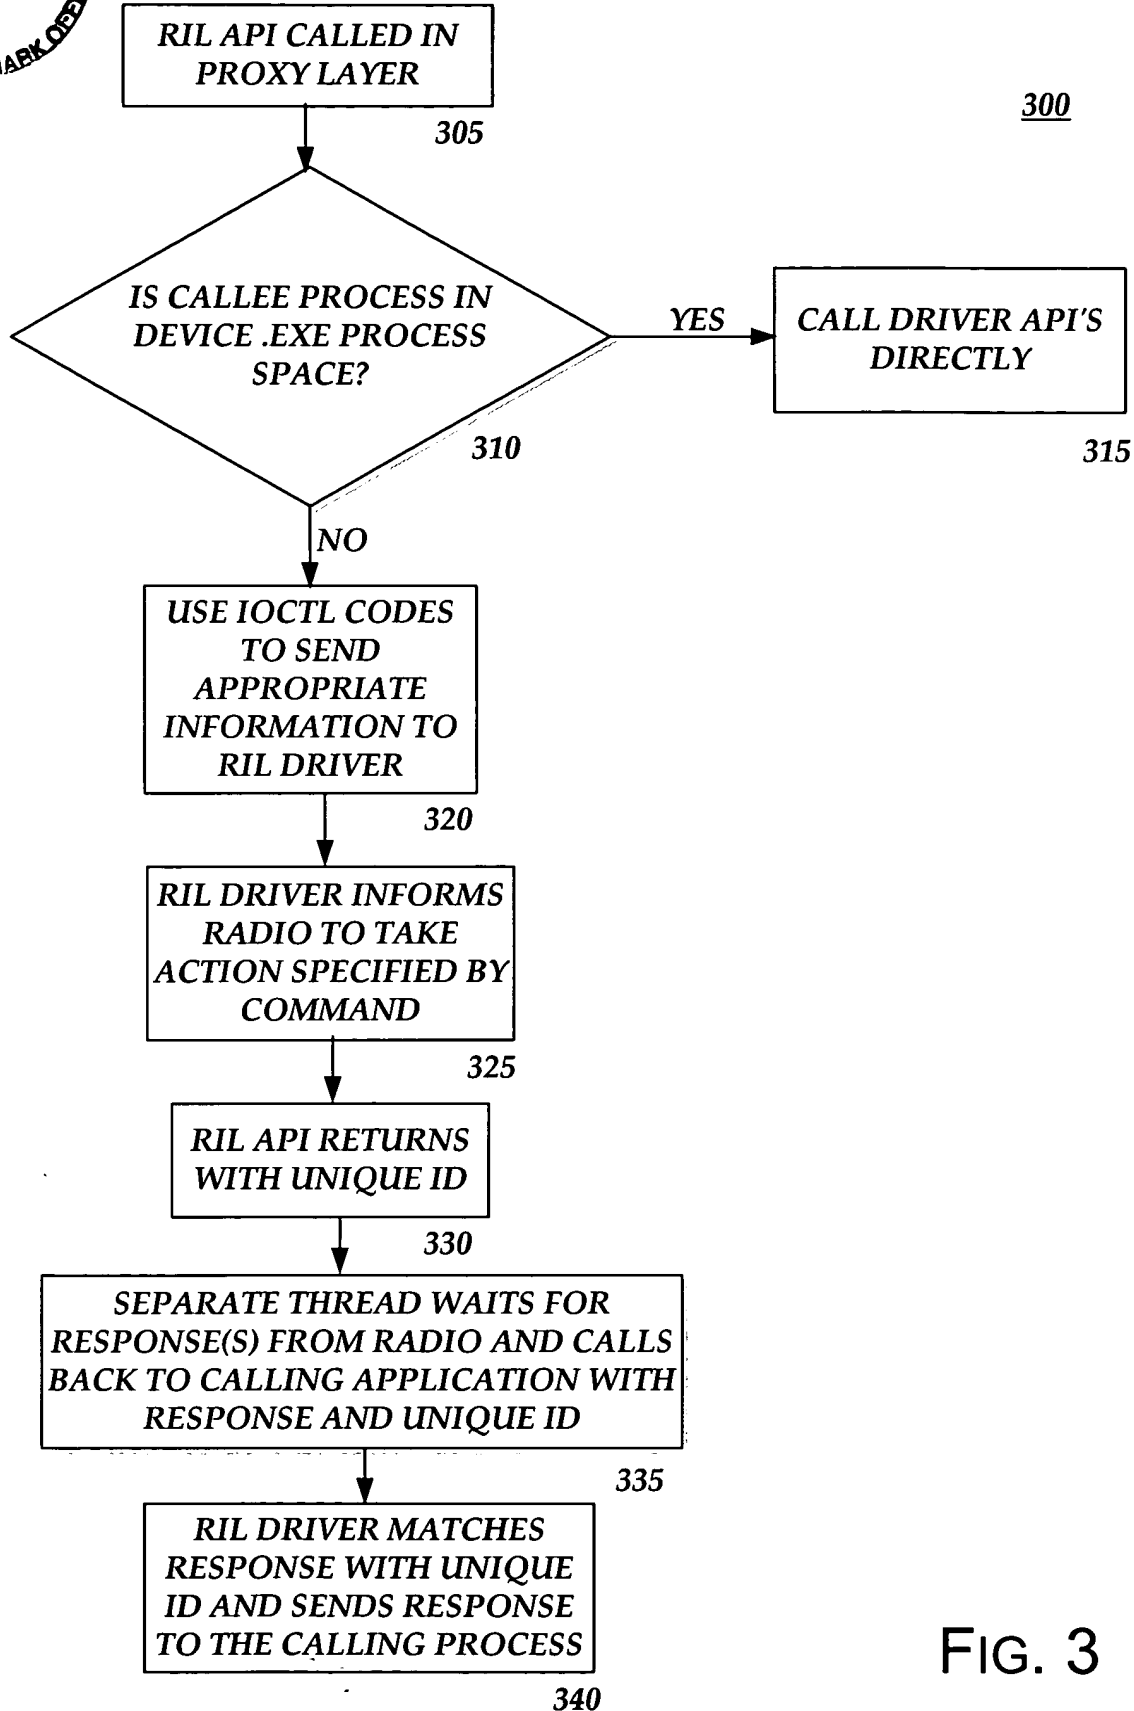 RIL API CALLED IN
PROXY LAYER
300
305
IS CALLEE PROCESS IN
DEVICE .EXE PROCESS
SPACE?
YES
CALL DRIVER API'S
DIRECTLY
310
315
NO
USE IOCTL CODES
TO SEND
APPROPRIATE
INFORMATION TO
RIL DRIVER
320
RIL DRIVER INFORMS
RADIO TO TAKE
ACTION SPECIFIED BY
COMMAND
325
RIL API RETURNS
WITH UNIQUE ID
330
SEPARATE THREAD WAITS FOR
RESPONSE(S) FROM RADIO AND CALLS
BACK TO CALLING APPLICATION WITH
RESPONSE AND UNIQUE ID
335
RIL DRIVER MATCHES
RESPONSE WITH UNIQUE
ID AND SENDS RESPONSE
TO THE CALLING PROCESS
340
FIG. 3